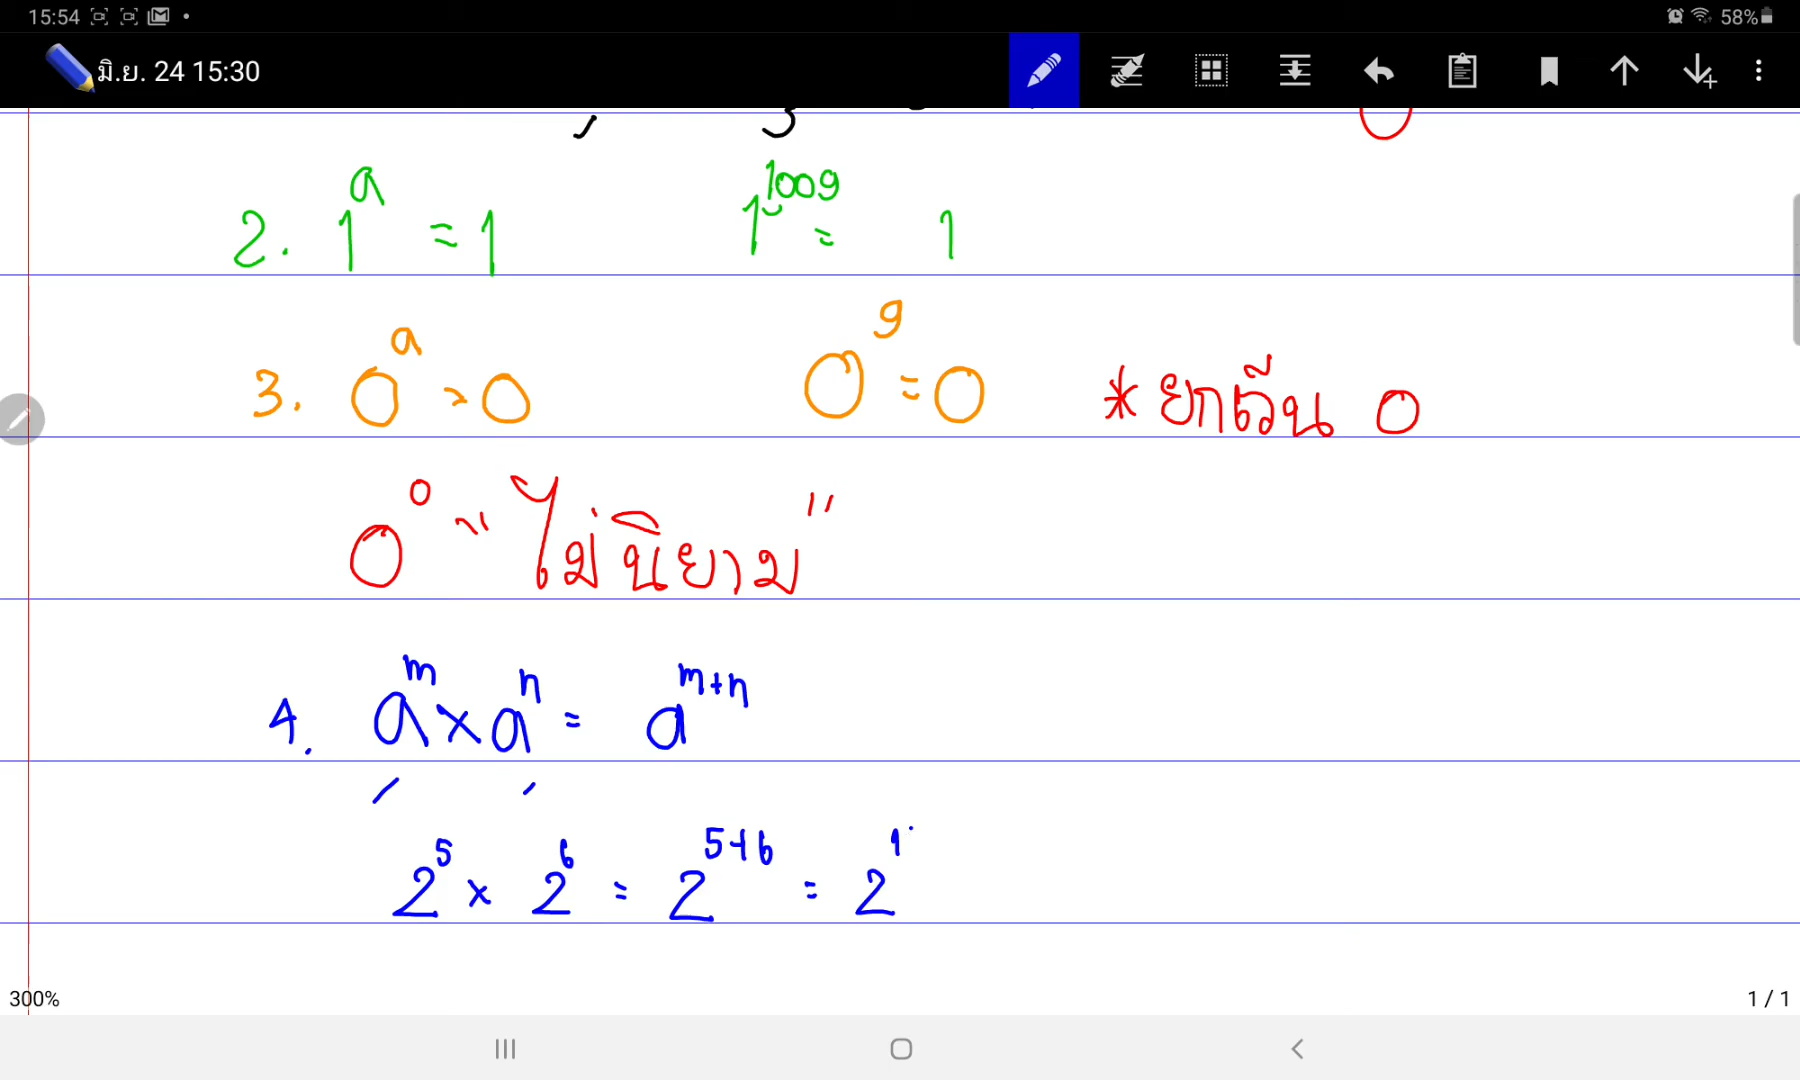 15:54 58%
มิ.ย. 24 15:30
2. 1^a = 1 1^1009 = 1
3. 0^a = 0 0^9 = 0 * ยกเว้น 0
0^0 = "ไม่นิยาม"
4. a^m × a^n = a^m+n
2^5 × 2^6 = 2^5+6 = 2^1
300% 1 / 1